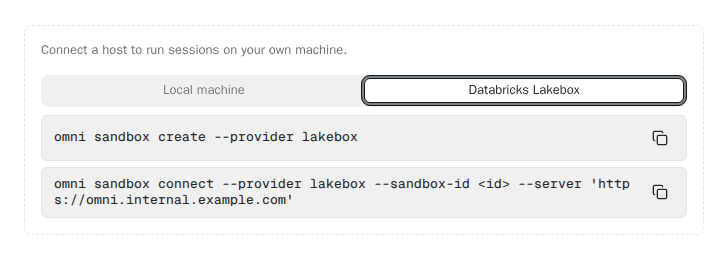 Connect a host to run sessions on your own machine.
Local machine
Databricks Lakebox
omni sandbox create --provider lakebox
omni sandbox connect --provider lakebox --sandbox-id <id> --server 'http
s://omni.internal.example.com'